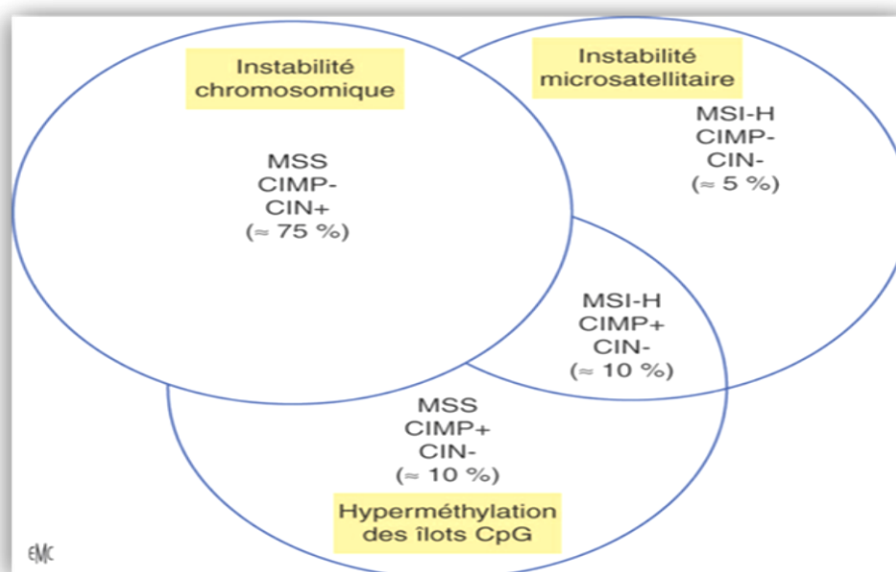 Instabilité
chromosomique
MSS
CIMP-
CIN+
(≈ 75 %)
Instabilité
microsatellitaire
MSI-H
CIMP-
CIN-
(≈ 5 %)
MSI-H
CIMP+
CIN-
(≈ 10 %)
MSS
CIMP+
CIN-
(≈ 10 %)
Hyperméthylation
des îlots CpG
EMC